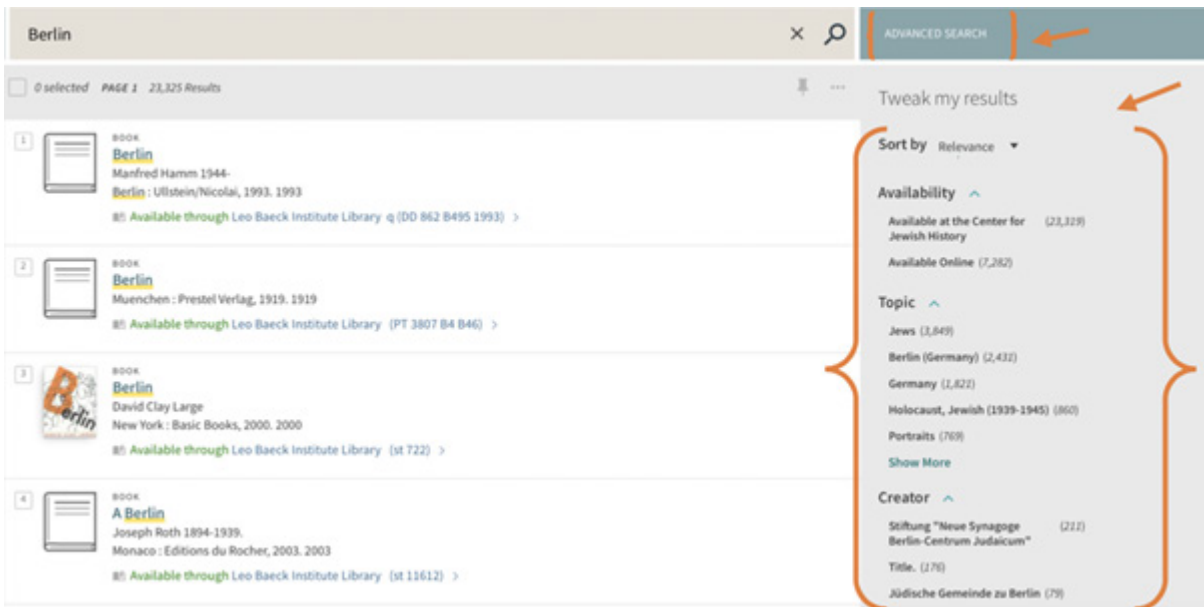 Berlin
ADVANCED SEARCH
0 selected PAGE 1 23,325 Results
1
BOOK
Berlin
Manfred Hamm 1944-
Berlin : Ullstein/Nicolai, 1993. 1993
Available through Leo Baeck Institute Library q (DD 862 B495 1993) >
2
BOOK
Berlin
Muenchen : Prestel Verlag, 1919. 1919
Available through Leo Baeck Institute Library (PT 3807 B4 B46) >
3
Berlin
BOOK
Berlin
David Clay Large
New York : Basic Books, 2000. 2000
Available through Leo Baeck Institute Library (st 722) >
4
BOOK
A Berlin
Joseph Roth 1894-1939.
Monaco : Editions du Rocher, 2003. 2003
Available through Leo Baeck Institute Library (st 11612) >
Tweak my results
Sort by Relevance
Availability
Available at the Center for (23,319)
Jewish History
Available Online (7,282)
Topic
Jews (3,849)
Berlin (Germany) (2,431)
Germany (1,821)
Holocaust, Jewish (1939-1945) (860)
Portraits (769)
Show More
Creator
Stiftung "Neue Synagoge (211)
Berlin-Centrum Judaicum"
Title. (176)
Jüdische Gemeinde zu Berlin (79)